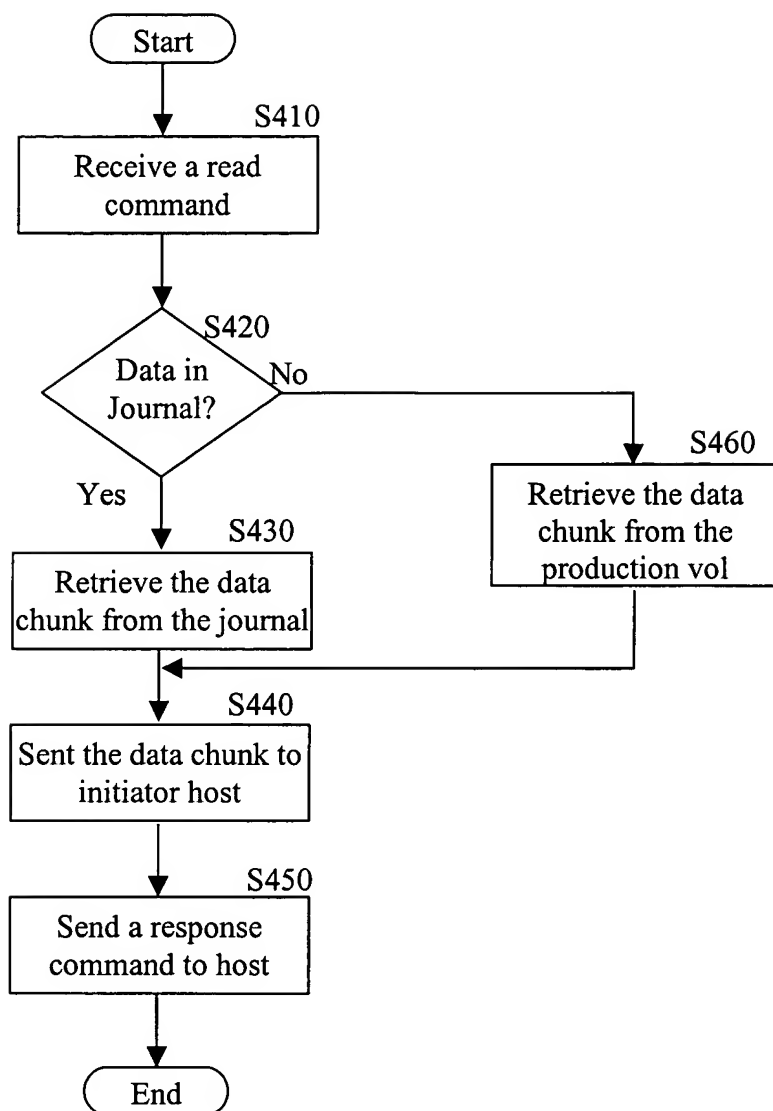 Start
S410
Receive a read
command
S420
Data in
Journal?
No
Yes
S460
Retrieve the data
chunk from the
production vol
S430
Retrieve the data
chunk from the journal
S440
Sent the data chunk to
initiator host
S450
Send a response
command to host
End